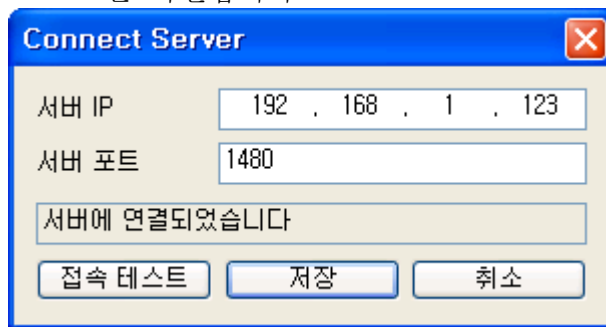 Connect Server
서버 IP 192 . 168 . 1 . 123
서버 포트 1480
서버에 연결되었습니다
접속 테스트 저장 취소